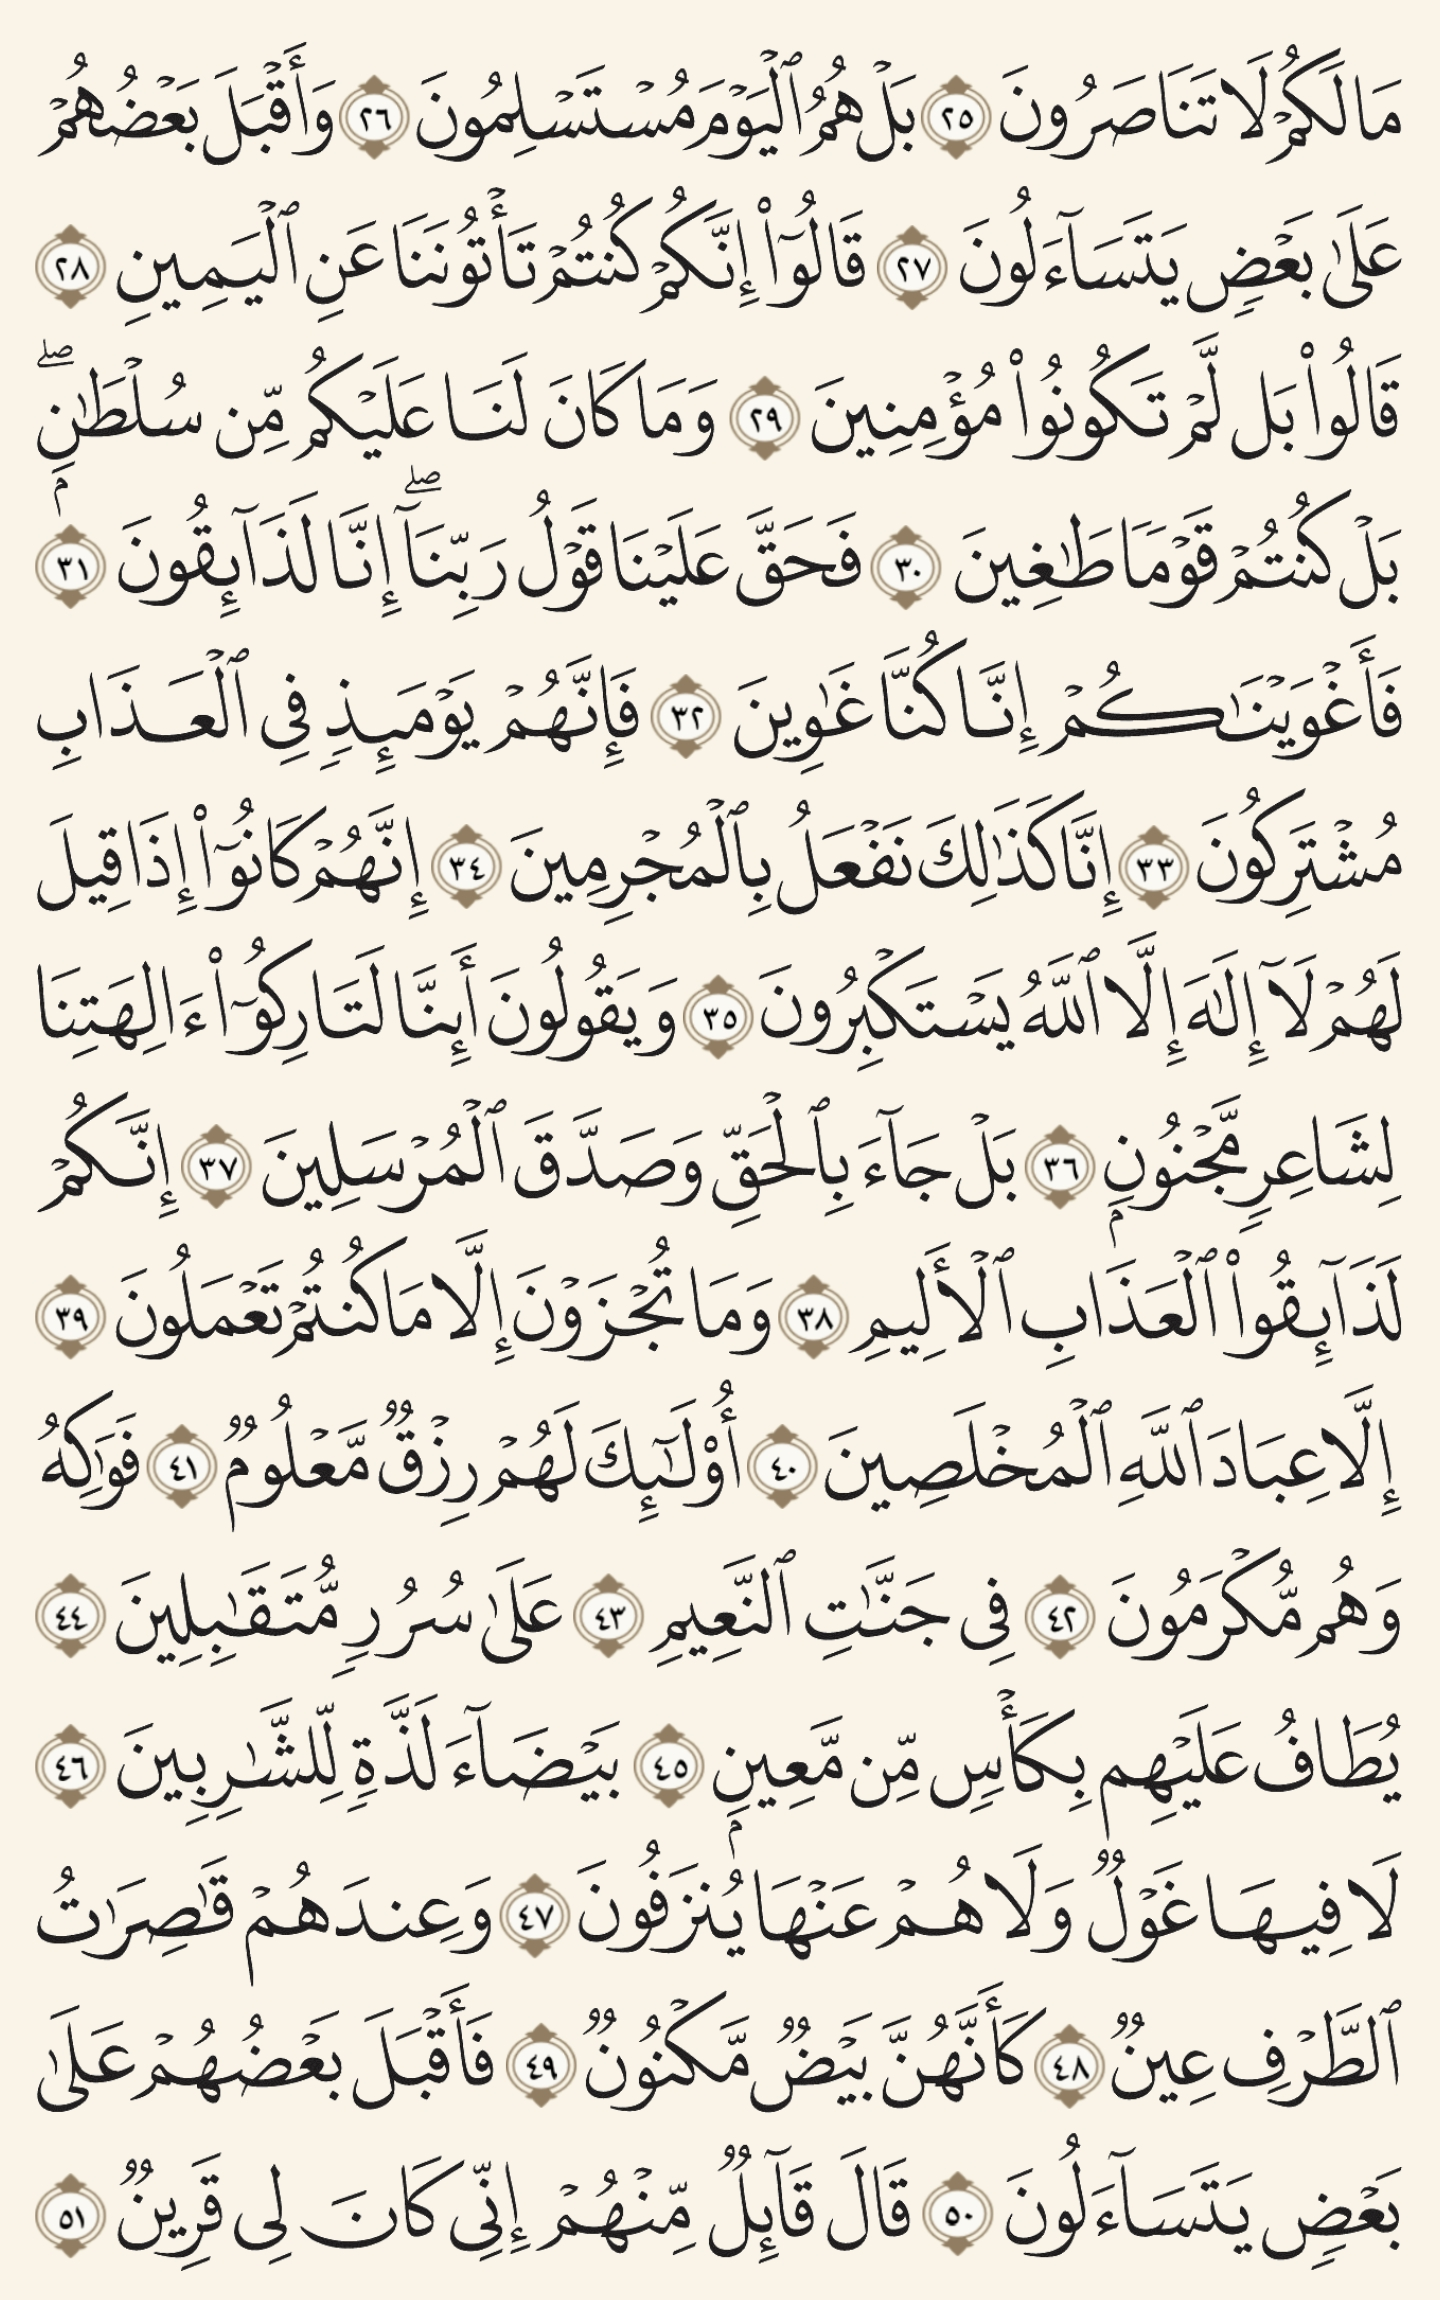 مَا لَكُمْ لَا تَنَاصَرُونَ ٢٥ بَلْ هُمُ ٱلْيَوْمَ مُسْتَسْلِمُونَ ٢٦ وَأَقْبَلَ بَعْضُهُمْ
عَلَىٰ بَعْضٍ يَتَسَآءَلُونَ ٢٧ قَالُوٓا۟ إِنَّكُمْ كُنتُمْ تَأْتُونَنَا عَنِ ٱلْيَمِينِ ٢٨
قَالُوا۟ بَل لَّمْ تَكُونُوا۟ مُؤْمِنِينَ ٢٩ وَمَا كَانَ لَنَا عَلَيْكُم مِّن سُلْطَـٰنٍۭ ۖ
بَلْ كُنتُمْ قَوْمًا طَـٰغِينَ ٣٠ فَحَقَّ عَلَيْنَا قَوْلُ رَبِّنَآ ۖ إِنَّا لَذَآئِقُونَ ٣١
فَأَغْوَيْنَـٰكُمْ إِنَّا كُنَّا غَـٰوِينَ ٣٢ فَإِنَّهُمْ يَوْمَئِذٍ فِى ٱلْعَذَابِ
مُشْتَرِكُونَ ٣٣ إِنَّا كَذَٰلِكَ نَفْعَلُ بِٱلْمُجْرِمِينَ ٣٤ إِنَّهُمْ كَانُوٓا۟ إِذَا قِيلَ
لَهُمْ لَآ إِلَـٰهَ إِلَّا ٱللَّهُ يَسْتَكْبِرُونَ ٣٥ وَيَقُولُونَ أَئِنَّا لَتَارِكُوٓا۟ ءَالِهَتِنَا
لِشَاعِرٍ مَّجْنُونٍۭ ٣٦ بَلْ جَآءَ بِٱلْحَقِّ وَصَدَّقَ ٱلْمُرْسَلِينَ ٣٧ إِنَّكُمْ
لَذَآئِقُوا۟ ٱلْعَذَابِ ٱلْأَلِيمِ ٣٨ وَمَا تُجْزَوْنَ إِلَّا مَا كُنتُمْ تَعْمَلُونَ ٣٩
إِلَّا عِبَادَ ٱللَّهِ ٱلْمُخْلَصِينَ ٤٠ أُو۟لَـٰٓئِكَ لَهُمْ رِزْقٌ مَّعْلُومٌ ٤١ فَوَٰكِهُ
وَهُم مُّكْرَمُونَ ٤٢ فِى جَنَّـٰتِ ٱلنَّعِيمِ ٤٣ عَلَىٰ سُرُرٍ مُّتَقَـٰبِلِينَ ٤٤
يُطَافُ عَلَيْهِم بِكَأْسٍ مِّن مَّعِينٍۭ ٤٥ بَيْضَآءَ لَذَّةٍ لِّلشَّـٰرِبِينَ ٤٦
لَا فِيهَا غَوْلٌ وَلَا هُمْ عَنْهَا يُنزَفُونَ ٤٧ وَعِندَهُمْ قَـٰصِرَٰتُ
ٱلطَّرْفِ عِينٌ ٤٨ كَأَنَّهُنَّ بَيْضٌ مَّكْنُونٌ ٤٩ فَأَقْبَلَ بَعْضُهُمْ عَلَىٰ
بَعْضٍ يَتَسَآءَلُونَ ٥٠ قَالَ قَآئِلٌ مِّنْهُمْ إِنِّى كَانَ لِى قَرِينٌ ٥١